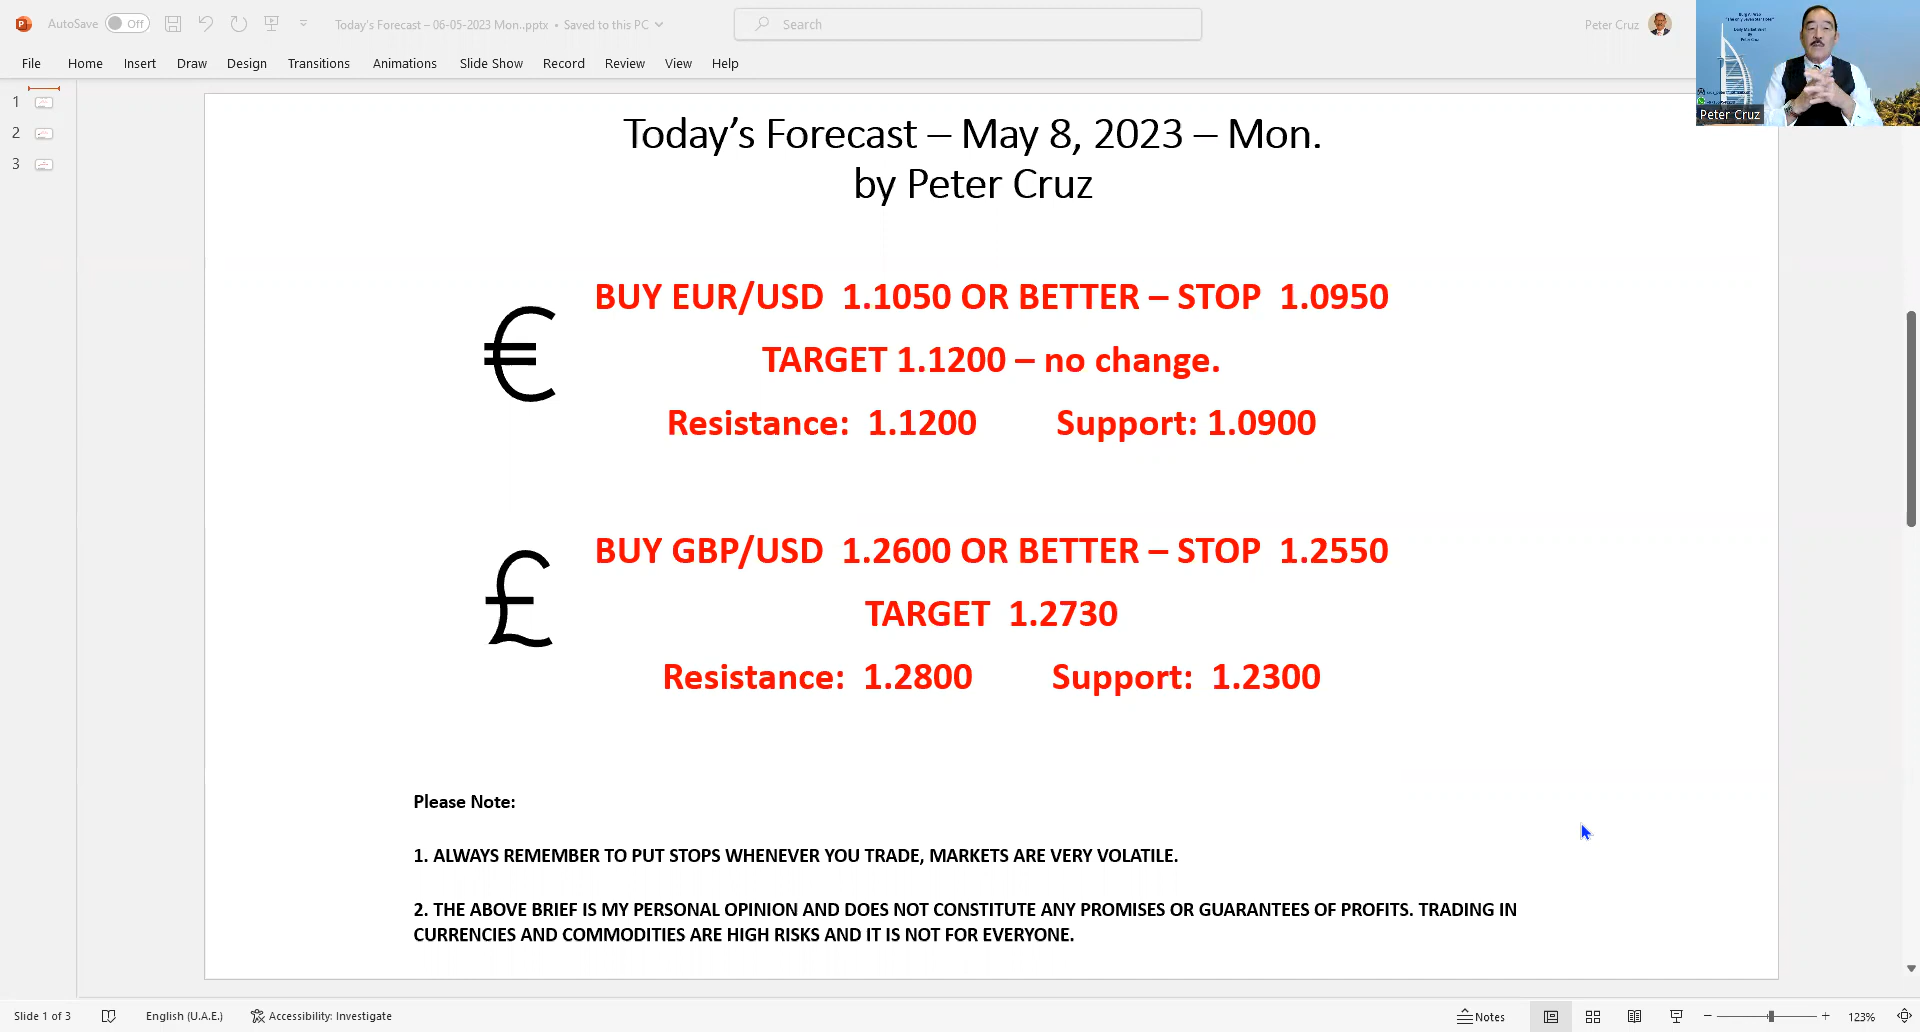 AutoSave Off Today's Forecast – 06-05-2023 Mon..pptx • Saved to this PC Search Peter Cruz
File Home Insert Draw Design Transitions Animations Slide Show Record Review View Help
Daily Market Brief
BY
Peter Cruz
Peter Cruz
1
2
3
Today's Forecast – May 8, 2023 – Mon.
by Peter Cruz
€
BUY EUR/USD 1.1050 OR BETTER – STOP 1.0950
TARGET 1.1200 – no change.
Resistance: 1.1200 Support: 1.0900
£
BUY GBP/USD 1.2600 OR BETTER – STOP 1.2550
TARGET 1.2730
Resistance: 1.2800 Support: 1.2300
Please Note:
1. ALWAYS REMEMBER TO PUT STOPS WHENEVER YOU TRADE, MARKETS ARE VERY VOLATILE.
2. THE ABOVE BRIEF IS MY PERSONAL OPINION AND DOES NOT CONSTITUTE ANY PROMISES OR GUARANTEES OF PROFITS. TRADING IN
CURRENCIES AND COMMODITIES ARE HIGH RISKS AND IT IS NOT FOR EVERYONE.
Slide 1 of 3 English (U.A.E.) Accessibility: Investigate Notes 123%